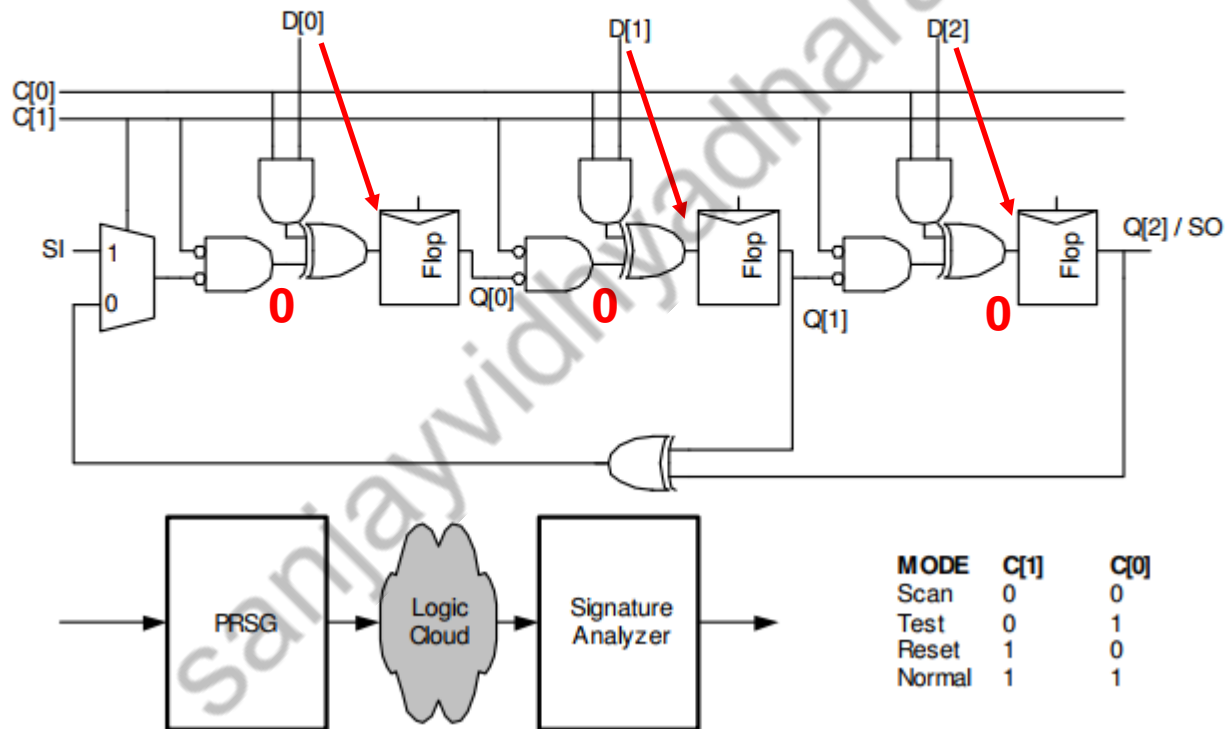 D[0] D[1] D[2]
C[0]
C[1]
SI 1 Flop Flop Flop Q[2] / SO
0 Q[0] Q[1]
0 0 0
PRSG Logic Cloud Signature Analyzer
MODE C[1] C[0]
Scan 0 0
Test 0 1
Reset 1 0
Normal 1 1
sanjayvidhyadhara